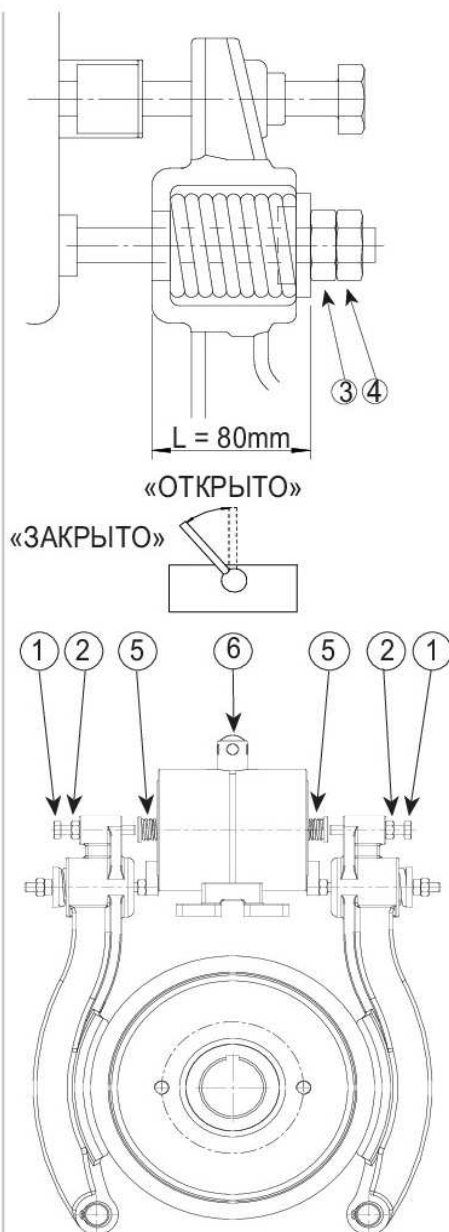 ③ ④
L = 80mm
«ОТКРЫТО»
«ЗАКРЫТО»
① ② ⑤ ⑥ ⑤ ② ①